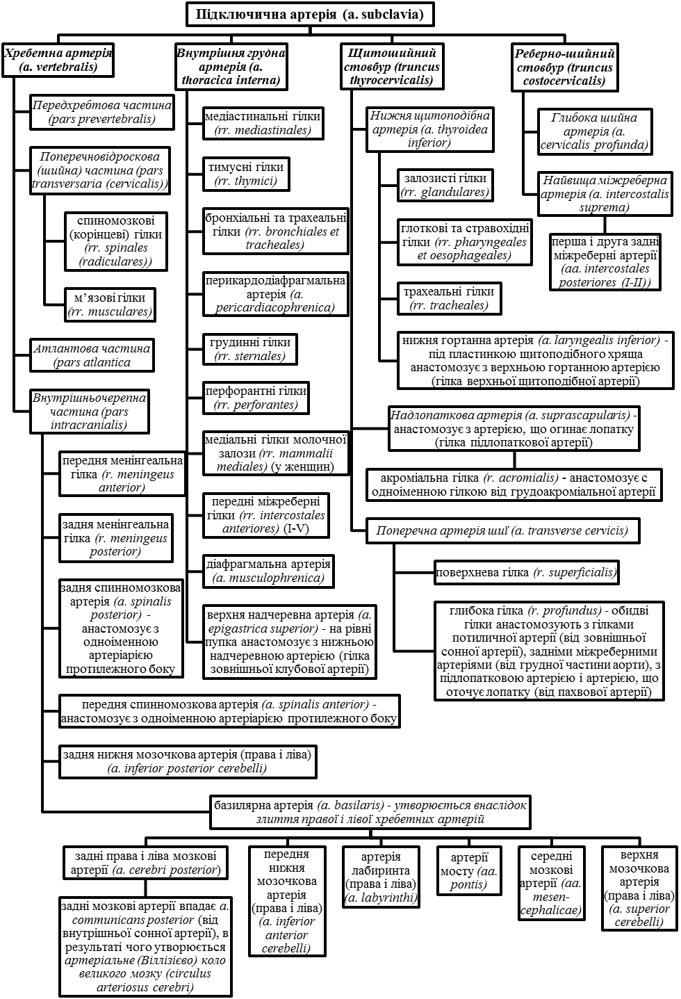 Підключична артерія (a. subclavia)
Хребетна артерія
(a. vertebralis)
Передхребтова частина
(pars prevertebralis)
Поперечновідроскова
(шийна) частина (pars
transversaria (cervicalis))
спиномозкові
(корінцеві) гілки
(rr. spinales
(radiculares))
м’язові гілки
(rr. musculares)
Атлантова частина
(pars atlantica
Внутрішньочерепна
частина (pars
intracranialis)
передня менінгеальна
гілка (r. meningeus
anterior)
задня менінгеальна
гілка (r. meningeus
posterior)
задня спинномозкова
артерія (a. spinalis
posterior) -
анастомозує з
одноіменною
артеріарією
протилежного боку
передня спинномозкова артерія (a. spinalis anterior) -
анастомозує з одноіменною артеріарією протилежного боку
задня нижня мозочкова артерія (права і ліва)
(a. inferior posterior cerebelli)
базилярна артерія (a. basilaris) - утворюється внаслідок
злиття правої і лівої хребетних артерій
задні права і ліва мозкові
артерії (a. cerebri posterior)
задні мозкові артерії впадає a.
communicans posterior (від
внутрішньої сонної артерії), в
результаті чого утворюється
артеріальне (Віллізієво) коло
великого мозку (circulus
arteriosus cerebri)
передня
нижня
мозочкова
артерія
(права і ліва)
(a. inferior
anterior
cerebelli)
артерія
лабиринта
(права і ліва)
(a. labyrinthi)
артерії
мосту (aa.
pontis)
середні
мозкові
артерії (aa.
mesen-
cephalicae)
верхня
мозочкова
артерія
(права і ліва)
(a. superior
cerebelli)
Внутрішня грудна
артерія (a.
thoracica interna)
медіастинальні гілки
(rr. mediastinales)
тимусні гілки
(rr. thymici)
бронхіальні та трахеальні
гілки (rr. bronchiales et
tracheales)
перикардодіафрагмальна
артерія (a.
pericardiacophrenica)
грудинні гілки
(rr. sternales)
перфорантні гілки
(rr. perforantes)
медіальні гілки молочної
залози (rr. mammalii
mediales) (у женщин)
передні міжреберні
гілки (rr. intercostales
anteriores) (I-V)
діафрагмальна артерія
(a. musculophrenica)
верхня надчеревна артерія (a.
epigastrica superior) - на рівні
пупка анастомозує з нижньою
надчеревною артерією (гілка
зовнішньої клубової артерії)
Щитошийний
стовбур (truncus
thyrocervicalis)
Нижня щитоподібна
артерія (a. thyroidea
inferior)
залозисті гілки
(rr. glandulares)
глоткові та стравохідні
гілки (rr. pharyngeales
et oesophageales)
трахеальні гілки
(rr. tracheales)
нижня гортанна артерія (a. laryngealis inferior) -
під пластинкою щитоподібного хряща
анастомозує з верхньою гортанною артерією
(гілка верхньої щитоподібної артерії)
Надлопаткова артерія (a. suprascapularis) -
анастомозує з артерією, що огинає лопатку
(гілка підлопаткової артерії)
акроміальна гілка (r. acromialis) - анастомозує с
одноіменною гілкою від грудоакроміальної артерії
Поперечна артерія шиї (a. transverse cervicis)
поверхнева гілка (r. superficialis)
глибока гілка (r. profundus) - обидві
гілки анастомозують з гілками
потиличної артерії (від зовнішньої
сонної артерії), задніми міжреберними
артеріями (від грудної частини аорти), з
підлопатковою артерією і артерією, що
оточує лопатку (від пахвової артерії)
Реберно-шийний
стовбур (truncus
costocervicalis)
Глибока шийна
артерія (a.
cervicalis profunda)
Найвища міжреберна
артерія (a. intercostalis
suprema)
перша і друга задні
міжреберні артерії
(aa. intercostales
posteriores (I-II))